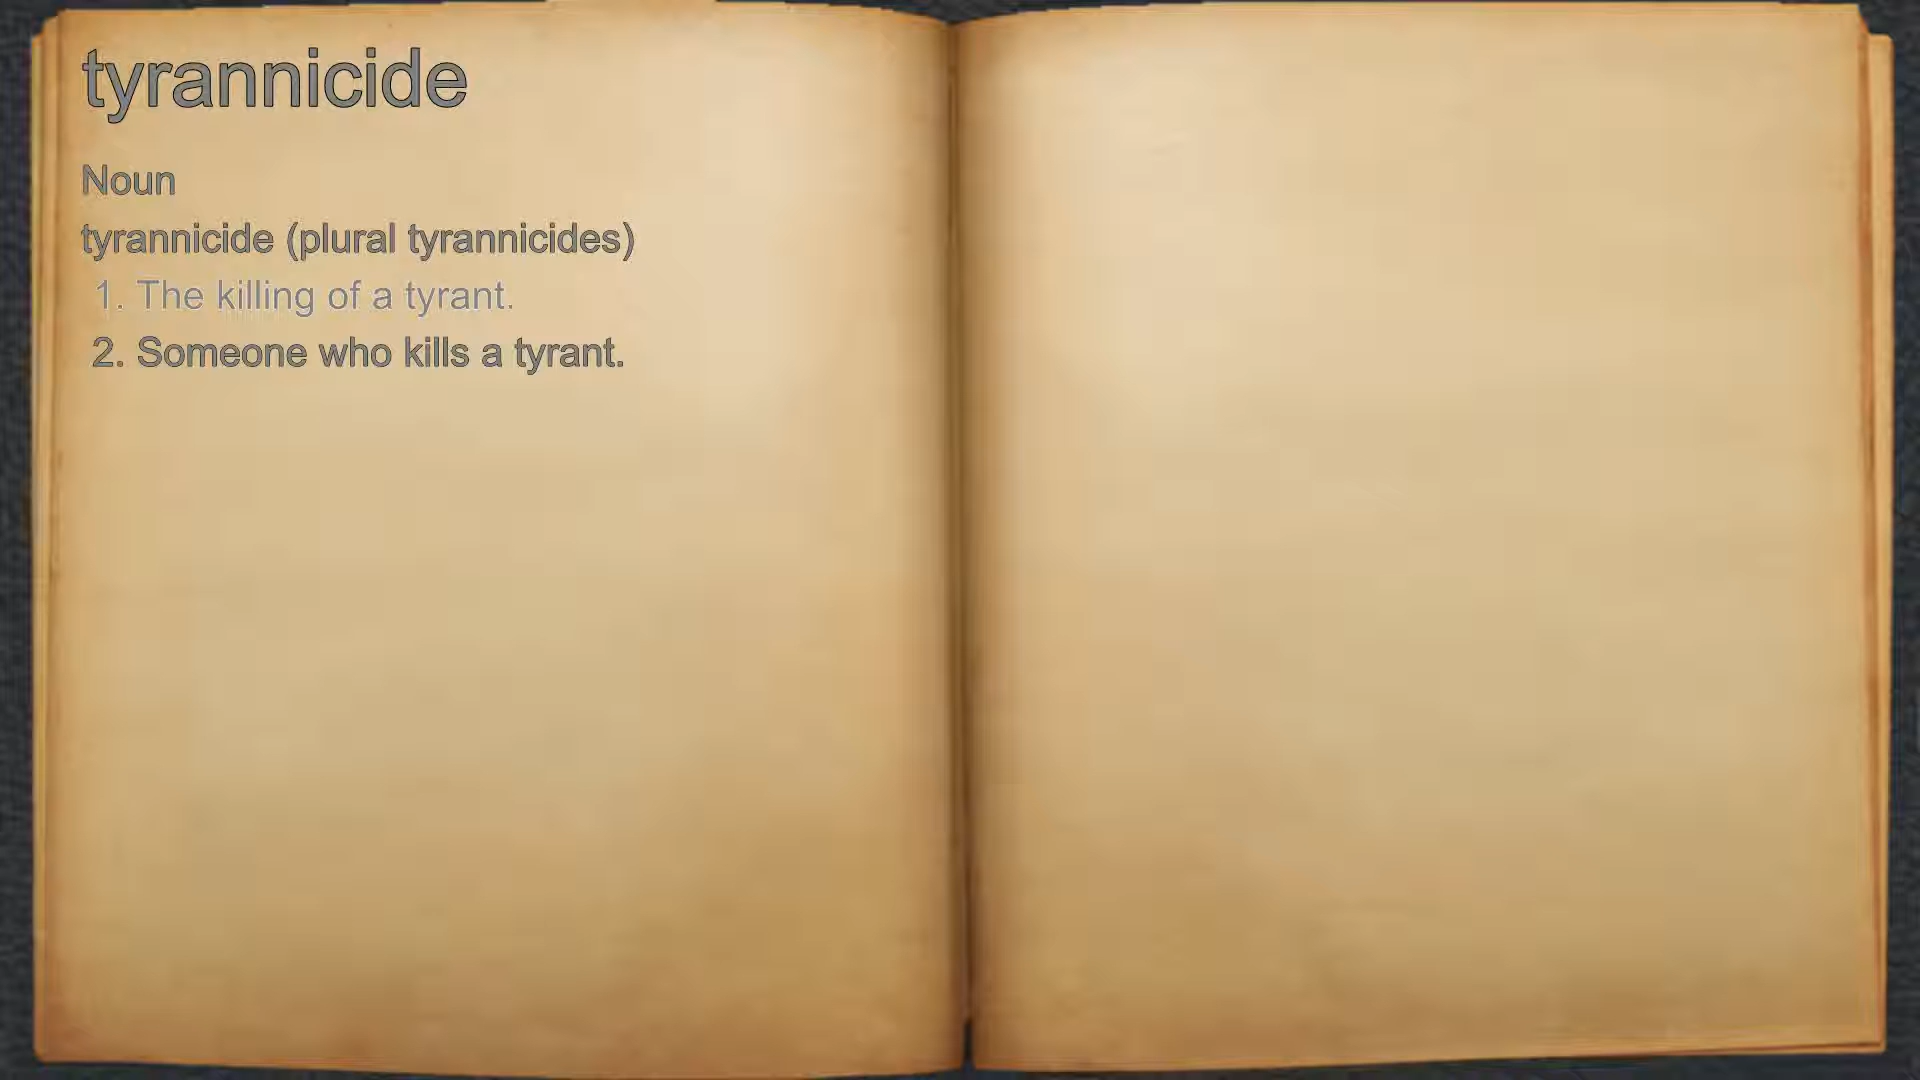 tyrannicide
Noun
tyrannicide (plural tyrannicides)
1. The killing of a tyrant.
2. Someone who kills a tyrant.